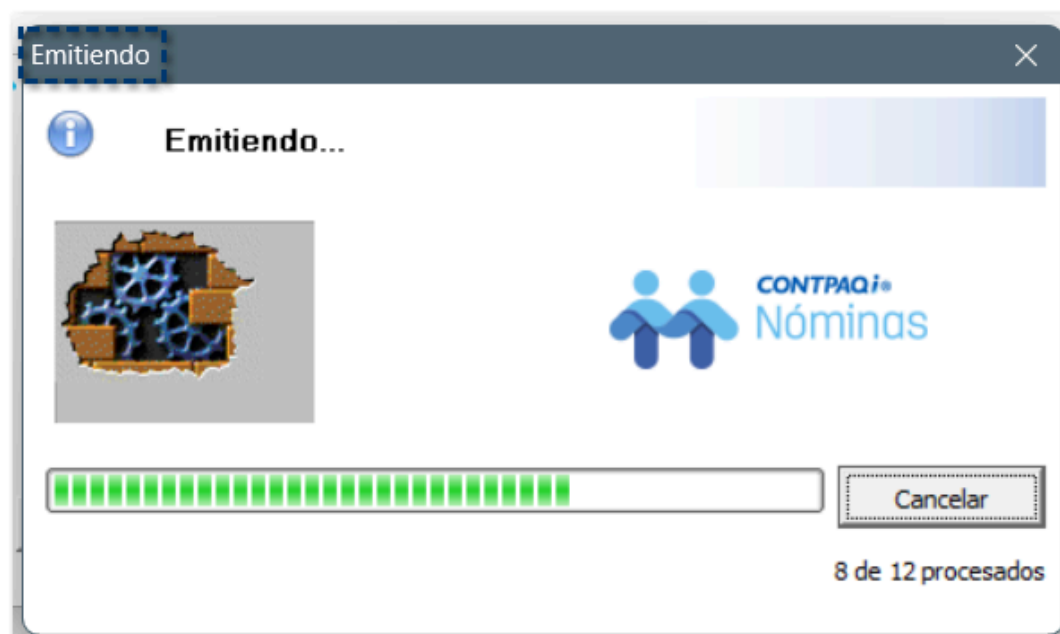 Emitiendo
Emitiendo...
CONTPAQi®
Nóminas
Cancelar
8 de 12 procesados